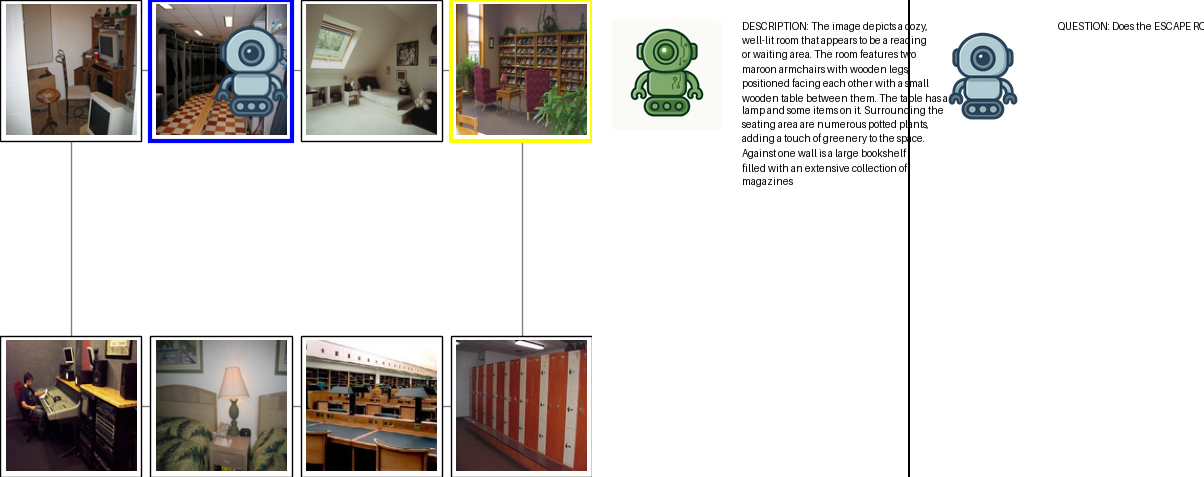 DESCRIPTION: The image depicts a cozy,
well-lit room that appears to be a reading
or waiting area. The room features two
maroon armchairs with wooden legs,
positioned facing each other with a small
wooden table between them. The table has a
lamp and some items on it. Surrounding the
seating area are numerous potted plants,
adding a touch of greenery to the space.
Against one wall is a large bookshelf
filled with an extensive collection of
magazines
QUESTION: Does the ESCAPE RO